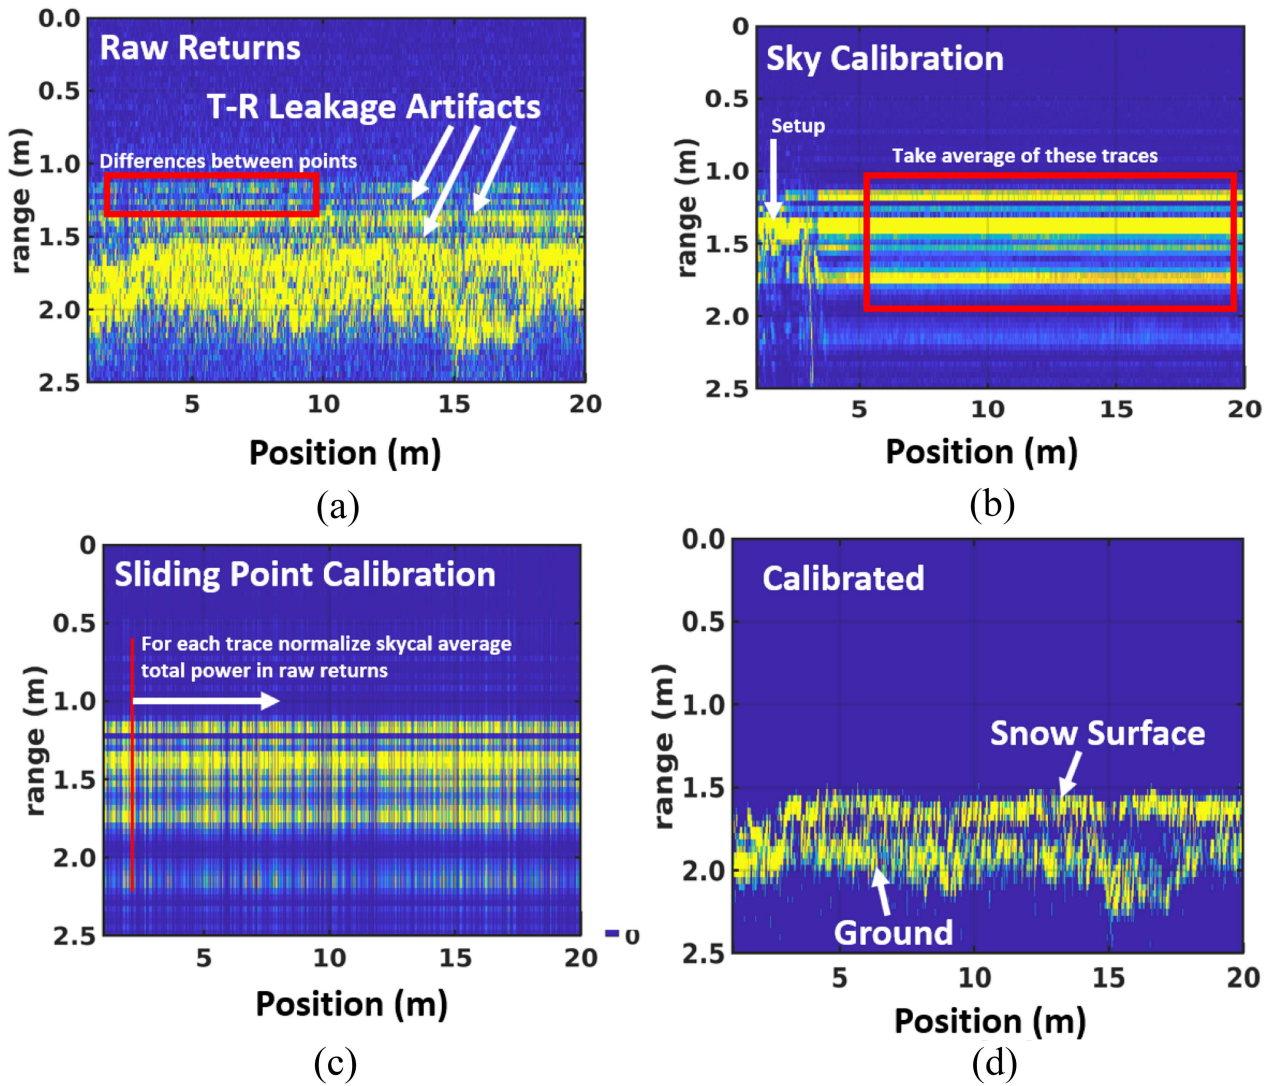 Raw Returns
T-R Leakage Artifacts
Differences between points
0.0
0.5
1.0
1.5
2.0
2.5
range (m)
5 10 15 20
Position (m)
(a)
Sky Calibration
Setup
Take average of these traces
0
0.5
1.0
1.5
2.0
2.5
range (m)
5 10 15 20
Position (m)
(b)
Sliding Point Calibration
For each trace normalize skycal average
total power in raw returns
0
0.5
1.0
1.5
2.0
2.5
range (m)
5 10 15 20
0
Position (m)
(c)
Calibrated
Snow Surface
Ground
0.0
0.5
1.0
1.5
2.0
2.5
range (m)
5 10 15 20
Position (m)
(d)